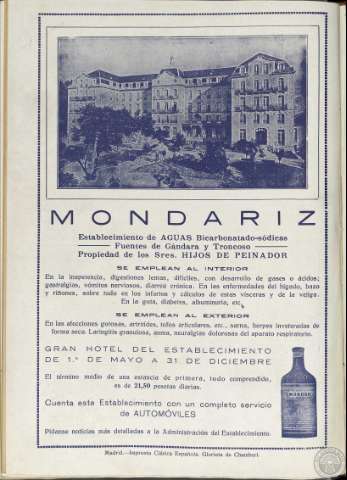 MONDARIZ
Establecimiento de AGUAS Bicarbonatado-sódicas
Fuentes de Gándara y Troncoso
Propiedad de los Sres. HIJOS DE PEINADOR
SE EMPLEAN AL INTERIOR
En la inapetencia, digestiones lentas, difíciles, con desarrollo de gases o ácidos;
gastralgias, vómitos nerviosos, diarrea crónica. En las enfermedades del hígado, bazo
y riñones, sobre todo en los infartos y cálculos de estas vísceras y de la vejiga.
En la gota, diabetes, albuminuria, etc.
SE EMPLEAN AL EXTERIOR
En las afecciones gotosas, artritides, tofos articulares, etc., sarna, herpes inveterados de
forma seca. Laringitis granulosa, asma, neuralgias dolorosas del aparato respiratorio.
GRAN HOTEL DEL ESTABLECIMIENTO
DE 1.º DE MAYO A 31 DE DICIEMBRE
El término medio de una estancia de primera, todo comprendido,
es de 21,50 pesetas diarias.
Cuenta este Establecimiento con un completo servicio
de AUTOMÓVILES
Pídanse noticias más detalladas a la Administración del Establecimiento.
MONDARIZ
Madrid.—Imprenta Clásica Española. Glorieta de Chamberí.